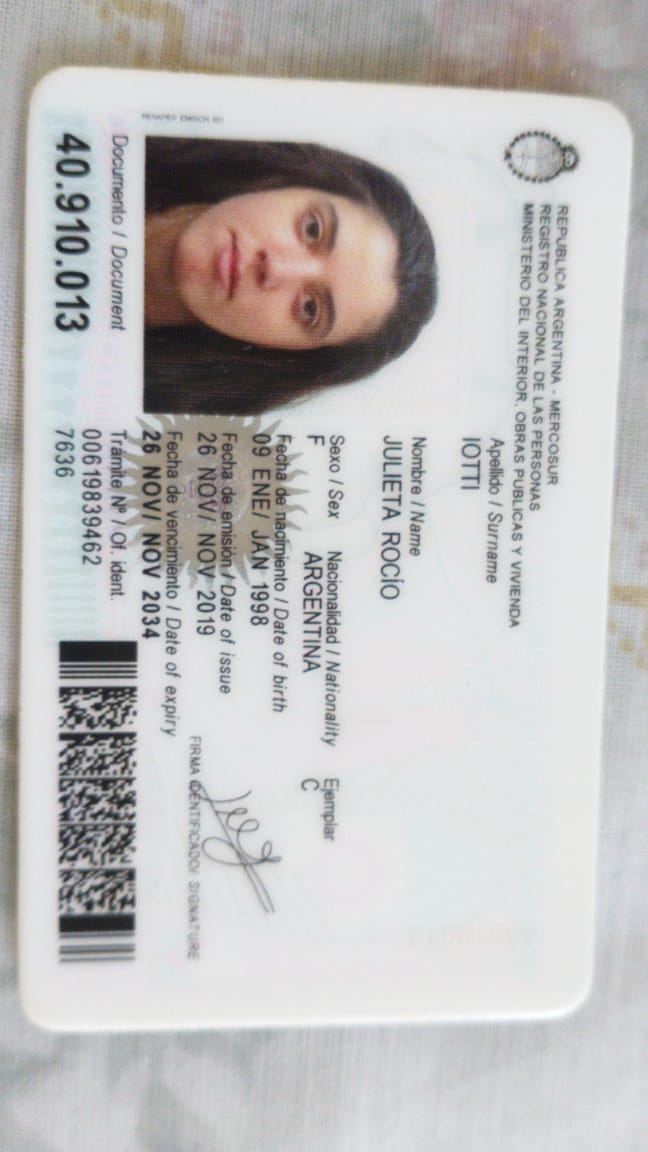 REPUBLICA ARGENTINA - MERCOSUR
REGISTRO NACIONAL DE LAS PERSONAS
MINISTERIO DEL INTERIOR, OBRAS PUBLICAS Y VIVIENDA
Apellido / Surname
IOTTI
Nombre / Name
JULIETA ROCÍO
Sexo / Sex Nacionalidad / Nationality Ejemplar
F ARGENTINA C
Fecha de nacimiento / Date of birth
09 ENE/ JAN 1998
Fecha de emisión / Date of issue
26 NOV/ NOV 2019
Fecha de vencimiento / Date of expiry
26 NOV/ NOV 2034
FIRMA IDENTIFICADO/ SIGNATURE
Documento / Document
40.910.013
Trámite Nº / Of. ident.
00619839462
7636